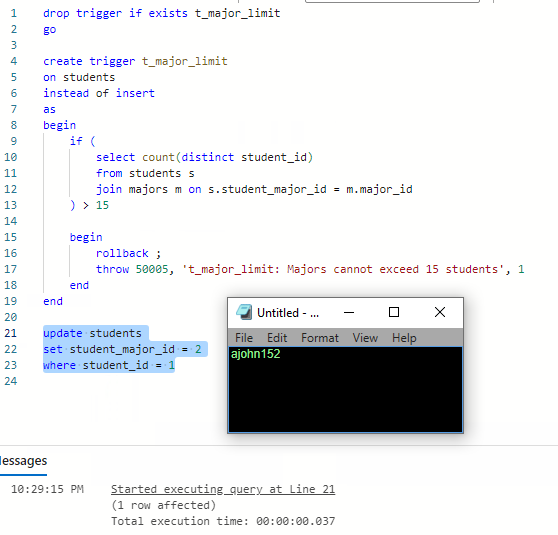 1 drop trigger if exists t_major_limit
2 go
3
4 create trigger t_major_limit
5 on students
6 instead of insert
7 as
8 begin
9 if (
10 select count(distinct student_id)
11 from students s
12 join majors m on s.student_major_id = m.major_id
13 ) > 15
14
15 begin
16 rollback ;
17 throw 50005, 't_major_limit: Majors cannot exceed 15 students', 1
18 end
19 end
20
21 update students
22 set student_major_id = 2
23 where student_id = 1
24
Untitled - ...
File Edit Format View Help
ajohn152
Messages
10:29:15 PM Started executing query at Line 21
(1 row affected)
Total execution time: 00:00:00.037